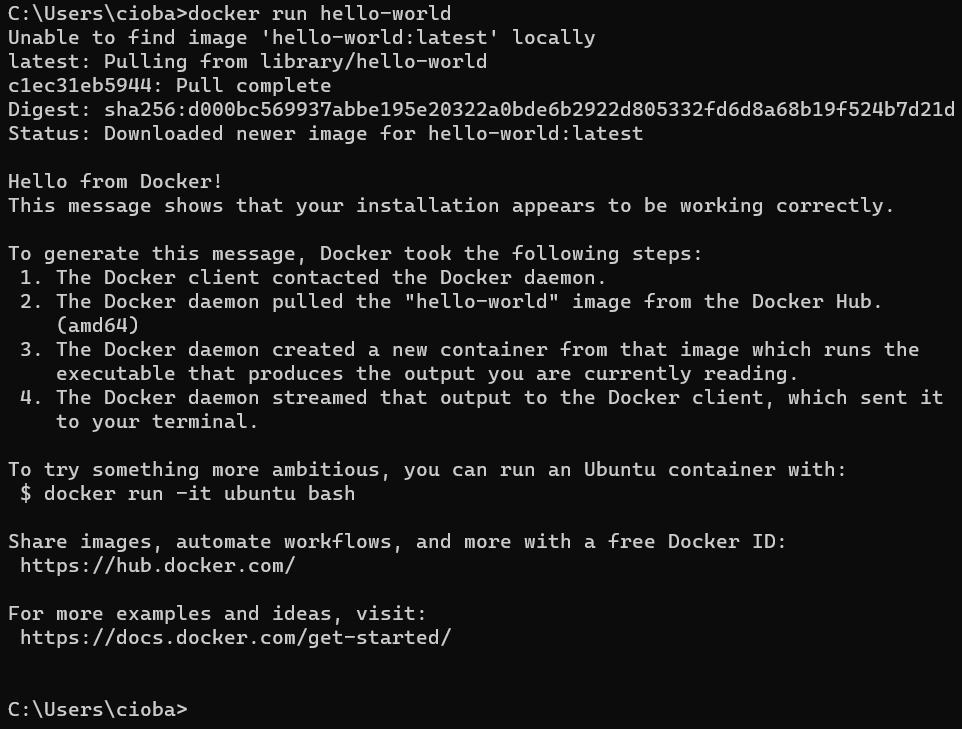 C:\Users\cioba>docker run hello-world
Unable to find image 'hello-world:latest' locally
latest: Pulling from library/hello-world
c1ec31eb5944: Pull complete
Digest: sha256:d000bc569937abbe195e20322a0bde6b2922d805332fd6d8a68b19f524b7d21d
Status: Downloaded newer image for hello-world:latest

Hello from Docker!
This message shows that your installation appears to be working correctly.

To generate this message, Docker took the following steps:
 1. The Docker client contacted the Docker daemon.
 2. The Docker daemon pulled the "hello-world" image from the Docker Hub.
    (amd64)
 3. The Docker daemon created a new container from that image which runs the
    executable that produces the output you are currently reading.
 4. The Docker daemon streamed that output to the Docker client, which sent it
    to your terminal.

To try something more ambitious, you can run an Ubuntu container with:
 $ docker run -it ubuntu bash

Share images, automate workflows, and more with a free Docker ID:
 https://hub.docker.com/

For more examples and ideas, visit:
 https://docs.docker.com/get-started/

C:\Users\cioba>